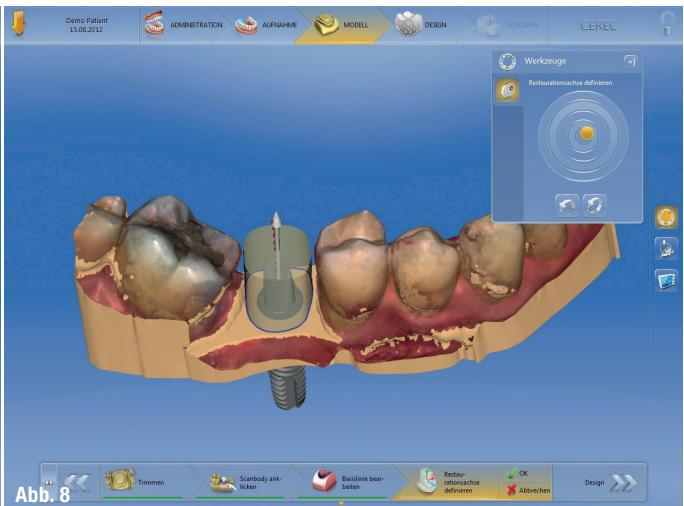 Demo Patient
15.08.2012
ADMINISTRATION
AUFNAHME
MODELL
DESIGN
SCHLEIFEN
CEREC
Werkzeuge
Restaurationsachse definieren
Trimmen
Scanbody ank-
licken
Basislinie bear-
beiten
Restau-
rationsachse
definieren
OK
Abbrechen
Design
Abb. 8